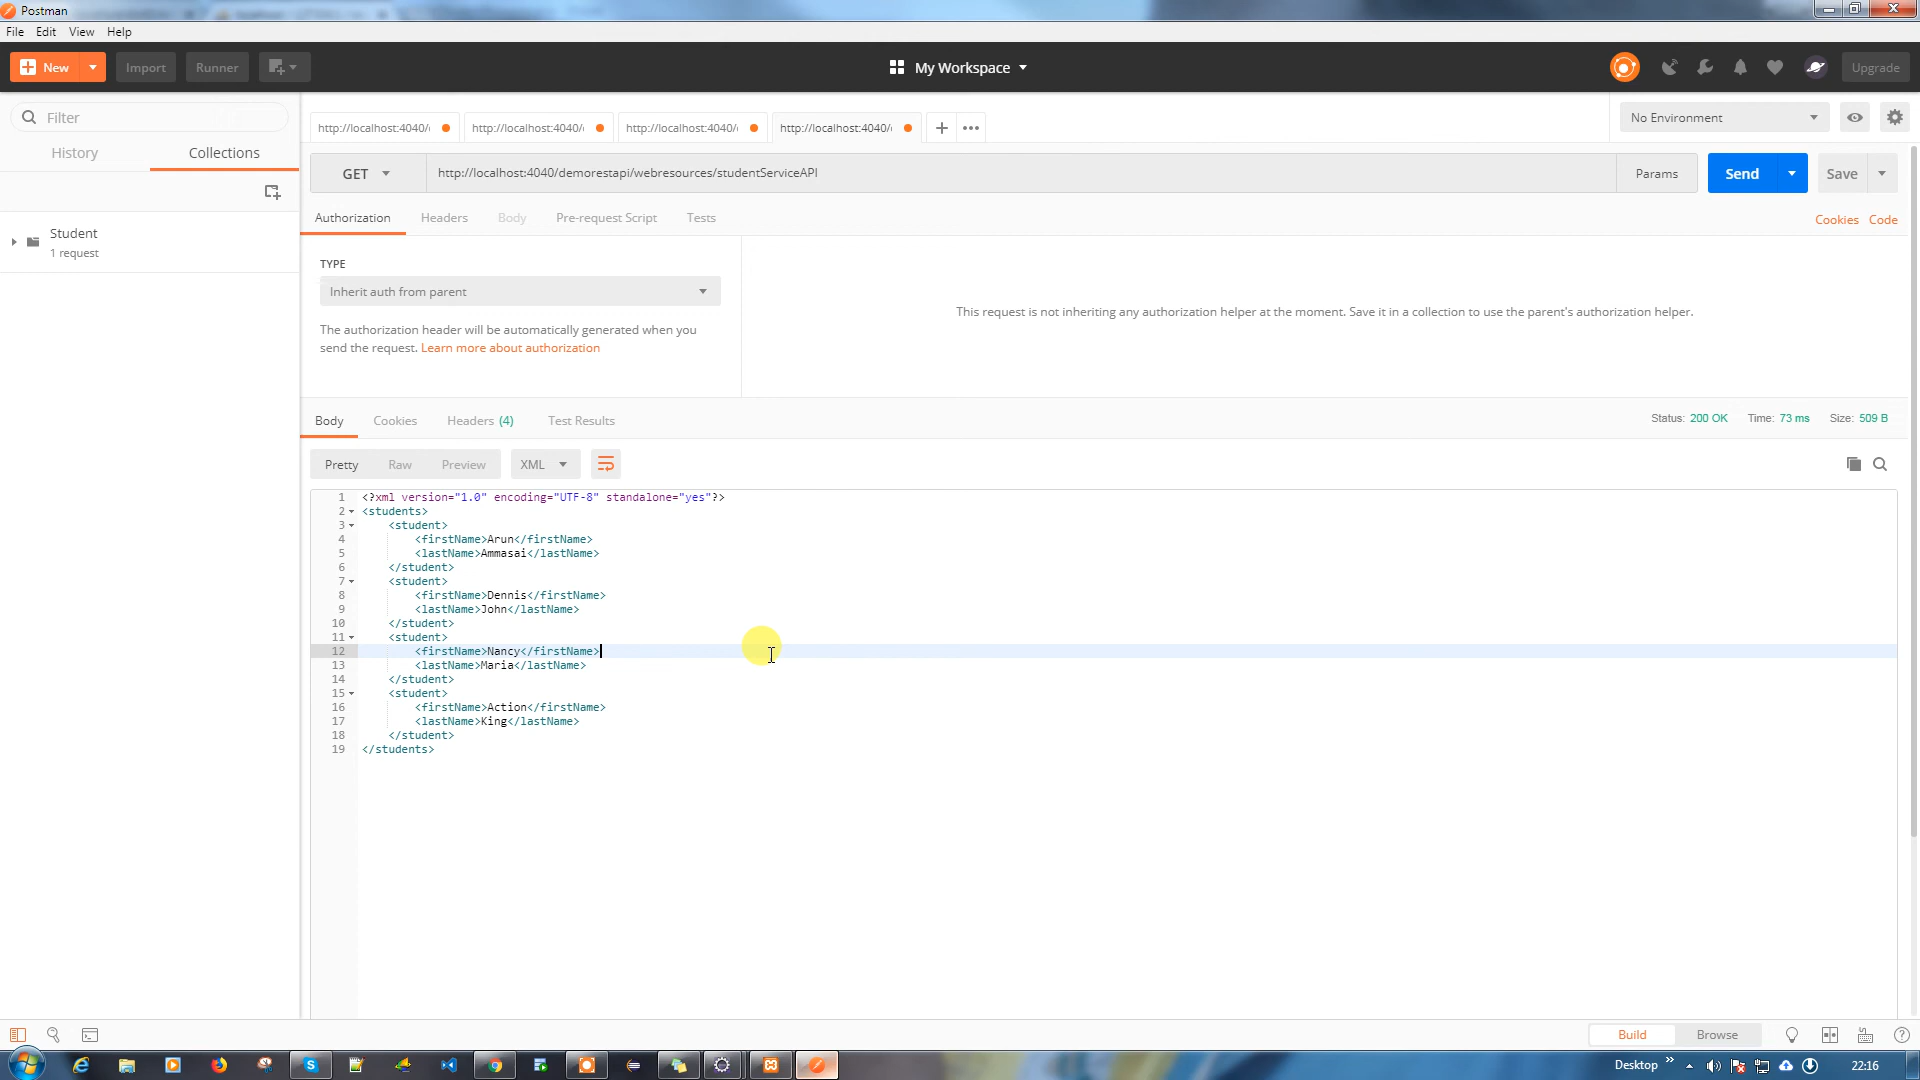 Postman
File Edit View Help
New Import Runner My Workspace Upgrade
Filter
History Collections
Student
1 request
http://localhost:4040/ http://localhost:4040/ http://localhost:4040/ http://localhost:4040/ No Environment
GET http://localhost:4040/demorestapi/webresources/studentServiceAPI Params Send Save
Authorization Headers Body Pre-request Script Tests Cookies Code
TYPE
Inherit auth from parent
The authorization header will be automatically generated when you
send the request. Learn more about authorization
This request is not inheriting any authorization helper at the moment. Save it in a collection to use the parent's authorization helper.
Body Cookies Headers (4) Test Results Status: 200 OK Time: 73 ms Size: 509 B
Pretty Raw Preview XML
1 <?xml version="1.0" encoding="UTF-8" standalone="yes"?>
2 <students>
3 <student>
4 <firstName>Arun</firstName>
5 <lastName>Ammasai</lastName>
6 </student>
7 <student>
8 <firstName>Dennis</firstName>
9 <lastName>John</lastName>
10 </student>
11 <student>
12 <firstName>Nancy</firstName>
13 <lastName>Maria</lastName>
14 </student>
15 <student>
16 <firstName>Action</firstName>
17 <lastName>King</lastName>
18 </student>
19 </students>
Build Browse
Desktop 22:16